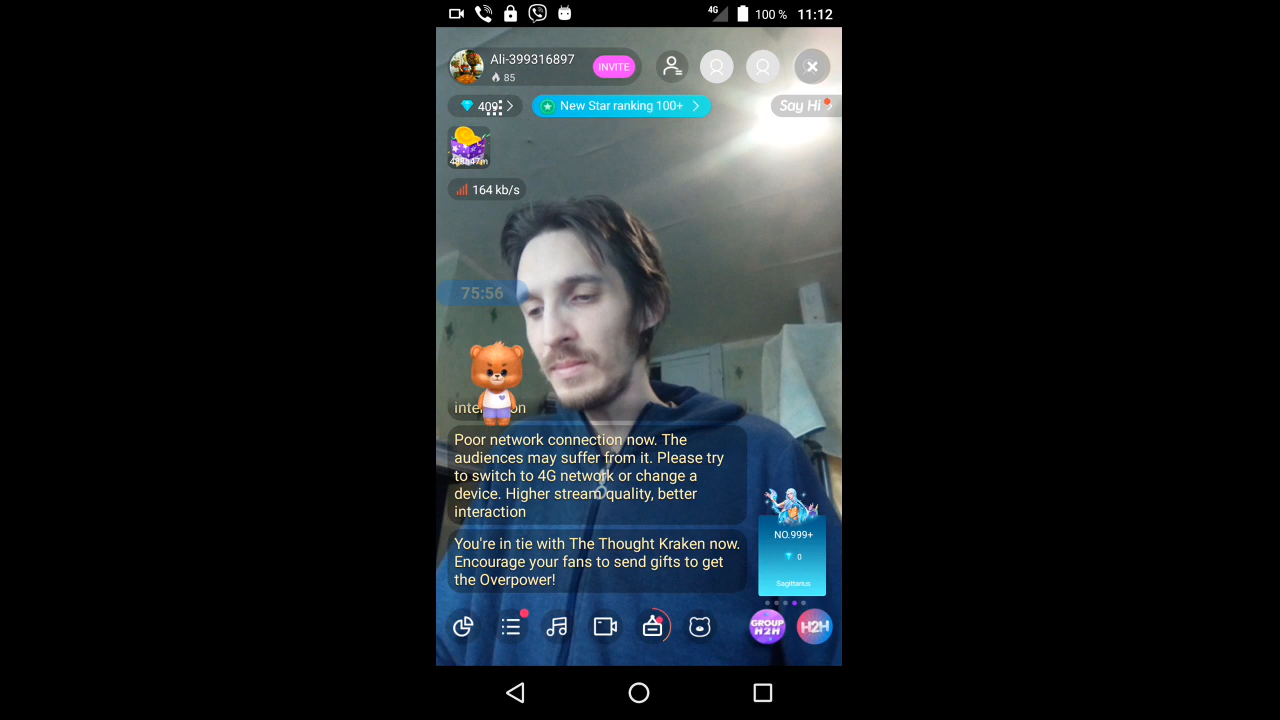 4G 100 % 11:12
Ali-399316897
85
INVITE
409
New Star ranking 100+
Say Hi
164 kb/s
75:56
Poor network connection now. The
audiences may suffer from it. Please try
to switch to 4G network or change a
device. Higher stream quality, better
interaction
You're in tie with The Thought Kraken now.
Encourage your fans to send gifts to get
the Overpower!
NO.999+
0
Sagittarius
GROUP
H2H
H2H